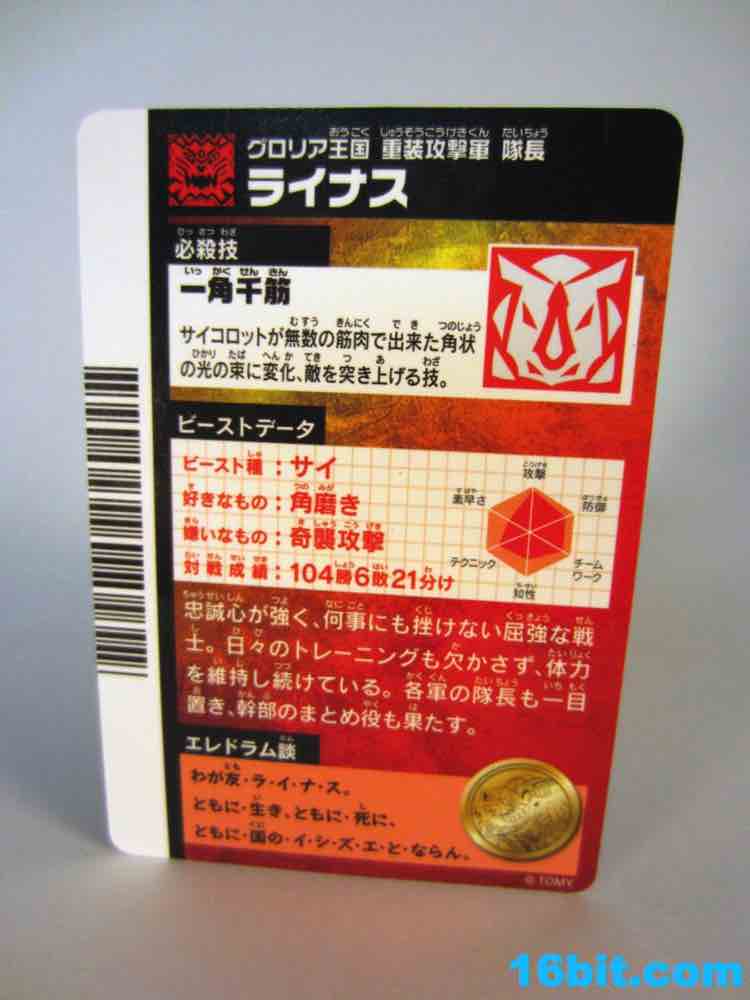 グロリア王国 重装攻撃軍 隊長
ライナス
必殺技
一角千筋
サイコロットが無数の筋肉で出来た角状
の光の束に変化、敵を突き上げる技。
ビーストデータ
ビースト種：サイ
好きなもの：角磨き
嫌いなもの：奇襲攻撃
対戦成績：104勝6敗21分け
攻撃
素早さ
防御
テクニック
チーム
ワーク
知性
忠誠心が強く、何事にも挫けない屈強な戦
士。日々のトレーニングも欠かさず、体力
を維持し続けている。各軍の隊長も一目
置き、幹部のまとめ役も果たす。
エレドラム談
わが友・ラ・イ・ナ・ス。
ともに・生き、ともに・死に、
ともに・国の・イ・シ・ズ・エ・と・ならん。
© TOMY
16bit.com